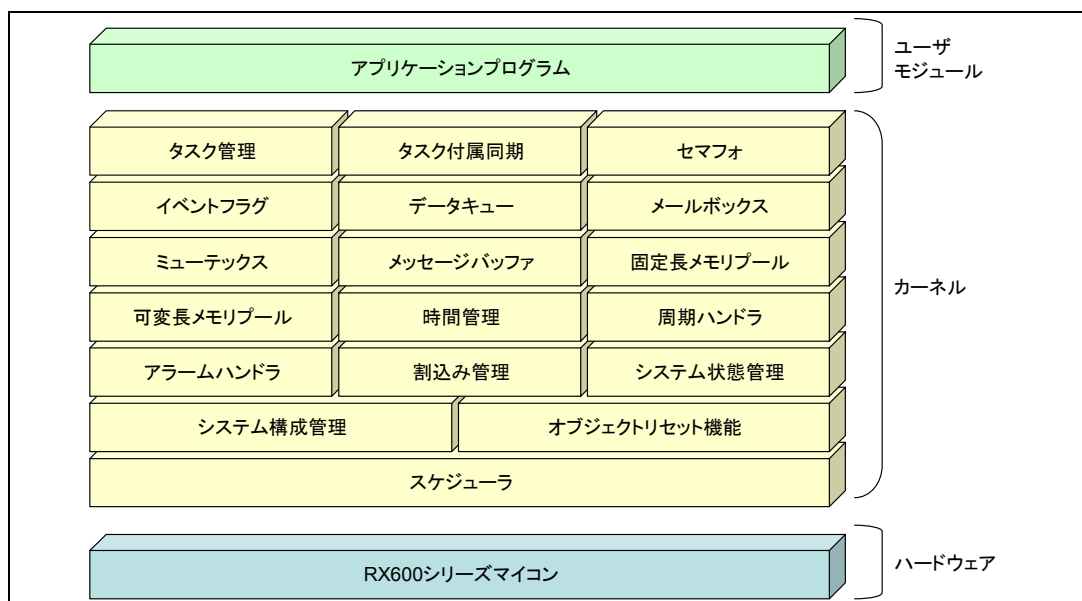 アプリケーションプログラム
ユーザ
モジュール
タスク管理
タスク付属同期
セマフォ
イベントフラグ
データキュー
メールボックス
ミューテックス
メッセージバッファ
固定長メモリプール
カーネル
可変長メモリプール
時間管理
周期ハンドラ
アラームハンドラ
割込み管理
システム状態管理
システム構成管理
オブジェクトリセット機能
スケジューラ
RX600シリーズマイコン
ハードウェア